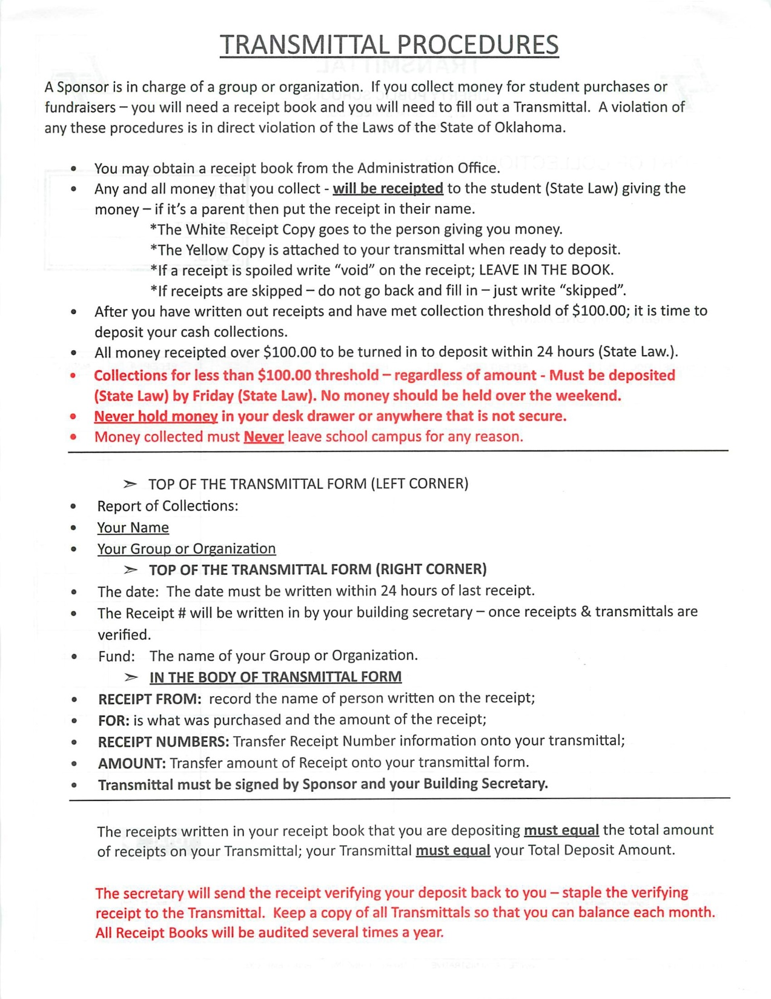 TRANSMITTAL PROCEDURES
A Sponsor is in charge of a group or organization.  If you collect money for student purchases or
fundraisers – you will need a receipt book and you will need to fill out a Transmittal.  A violation of
any these procedures is in direct violation of the Laws of the State of Oklahoma.
• You may obtain a receipt book from the Administration Office.
• Any and all money that you collect - will be receipted to the student (State Law) giving the
money – if it's a parent then put the receipt in their name.
*The White Receipt Copy goes to the person giving you money.
*The Yellow Copy is attached to your transmittal when ready to deposit.
*If a receipt is spoiled write "void" on the receipt; LEAVE IN THE BOOK.
*If receipts are skipped – do not go back and fill in – just write "skipped".
• After you have written out receipts and have met collection threshold of $100.00; it is time to
deposit your cash collections.
• All money receipted over $100.00 to be turned in to deposit within 24 hours (State Law.).
• Collections for less than $100.00 threshold – regardless of amount - Must be deposited
(State Law) by Friday (State Law). No money should be held over the weekend.
• Never hold money in your desk drawer or anywhere that is not secure.
• Money collected must Never leave school campus for any reason.
➢ TOP OF THE TRANSMITTAL FORM (LEFT CORNER)
• Report of Collections:
• Your Name
• Your Group or Organization
➢ TOP OF THE TRANSMITTAL FORM (RIGHT CORNER)
• The date:  The date must be written within 24 hours of last receipt.
• The Receipt # will be written in by your building secretary – once receipts & transmittals are
verified.
• Fund:   The name of your Group or Organization.
➢ IN THE BODY OF TRANSMITTAL FORM
• RECEIPT FROM:  record the name of person written on the receipt;
• FOR: is what was purchased and the amount of the receipt;
• RECEIPT NUMBERS: Transfer Receipt Number information onto your transmittal;
• AMOUNT: Transfer amount of Receipt onto your transmittal form.
• Transmittal must be signed by Sponsor and your Building Secretary.
The receipts written in your receipt book that you are depositing must equal the total amount
of receipts on your Transmittal; your Transmittal must equal your Total Deposit Amount.
The secretary will send the receipt verifying your deposit back to you – staple the verifying
receipt to the Transmittal.  Keep a copy of all Transmittals so that you can balance each month.
All Receipt Books will be audited several times a year.